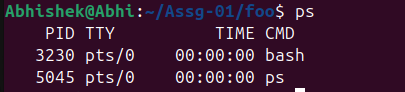 Abhishek@Abhi:~/Assg-01/foo$ ps
PID TTY TIME CMD
3230 pts/0 00:00:00 bash
5045 pts/0 00:00:00 ps